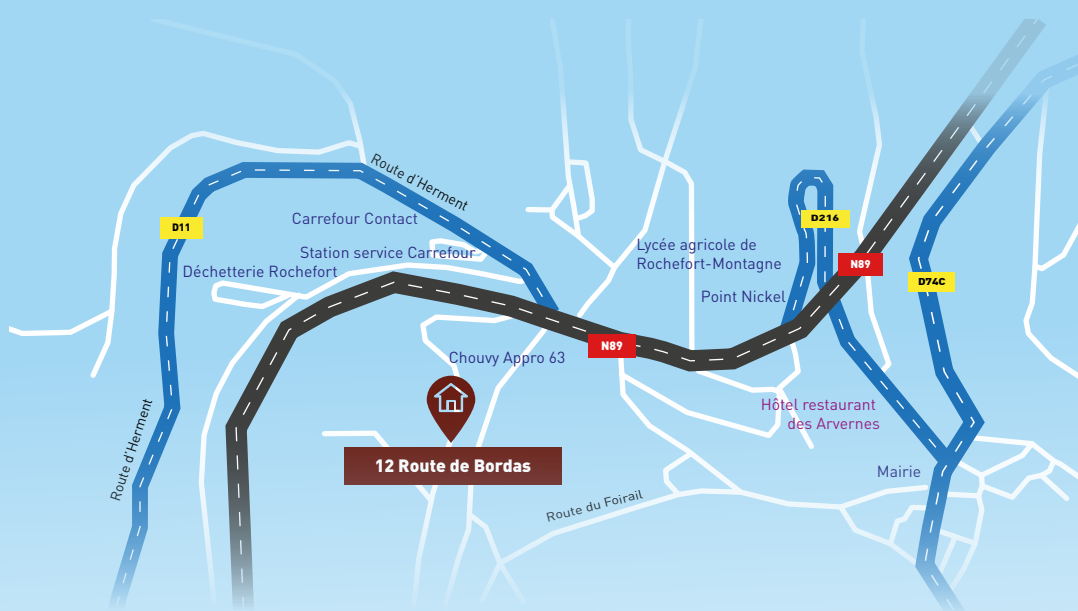 Route d'Herment
D11
Carrefour Contact
D216
Station service Carrefour
Lycée agricole de
Rochefort-Montagne
N89
Déchetterie Rochefort
D74C
Point Nickel
N89
Chouvy Appro 63
Route d'Herment
Hôtel restaurant
des Arvernes
12 Route de Bordas
Mairie
Route du Foirail